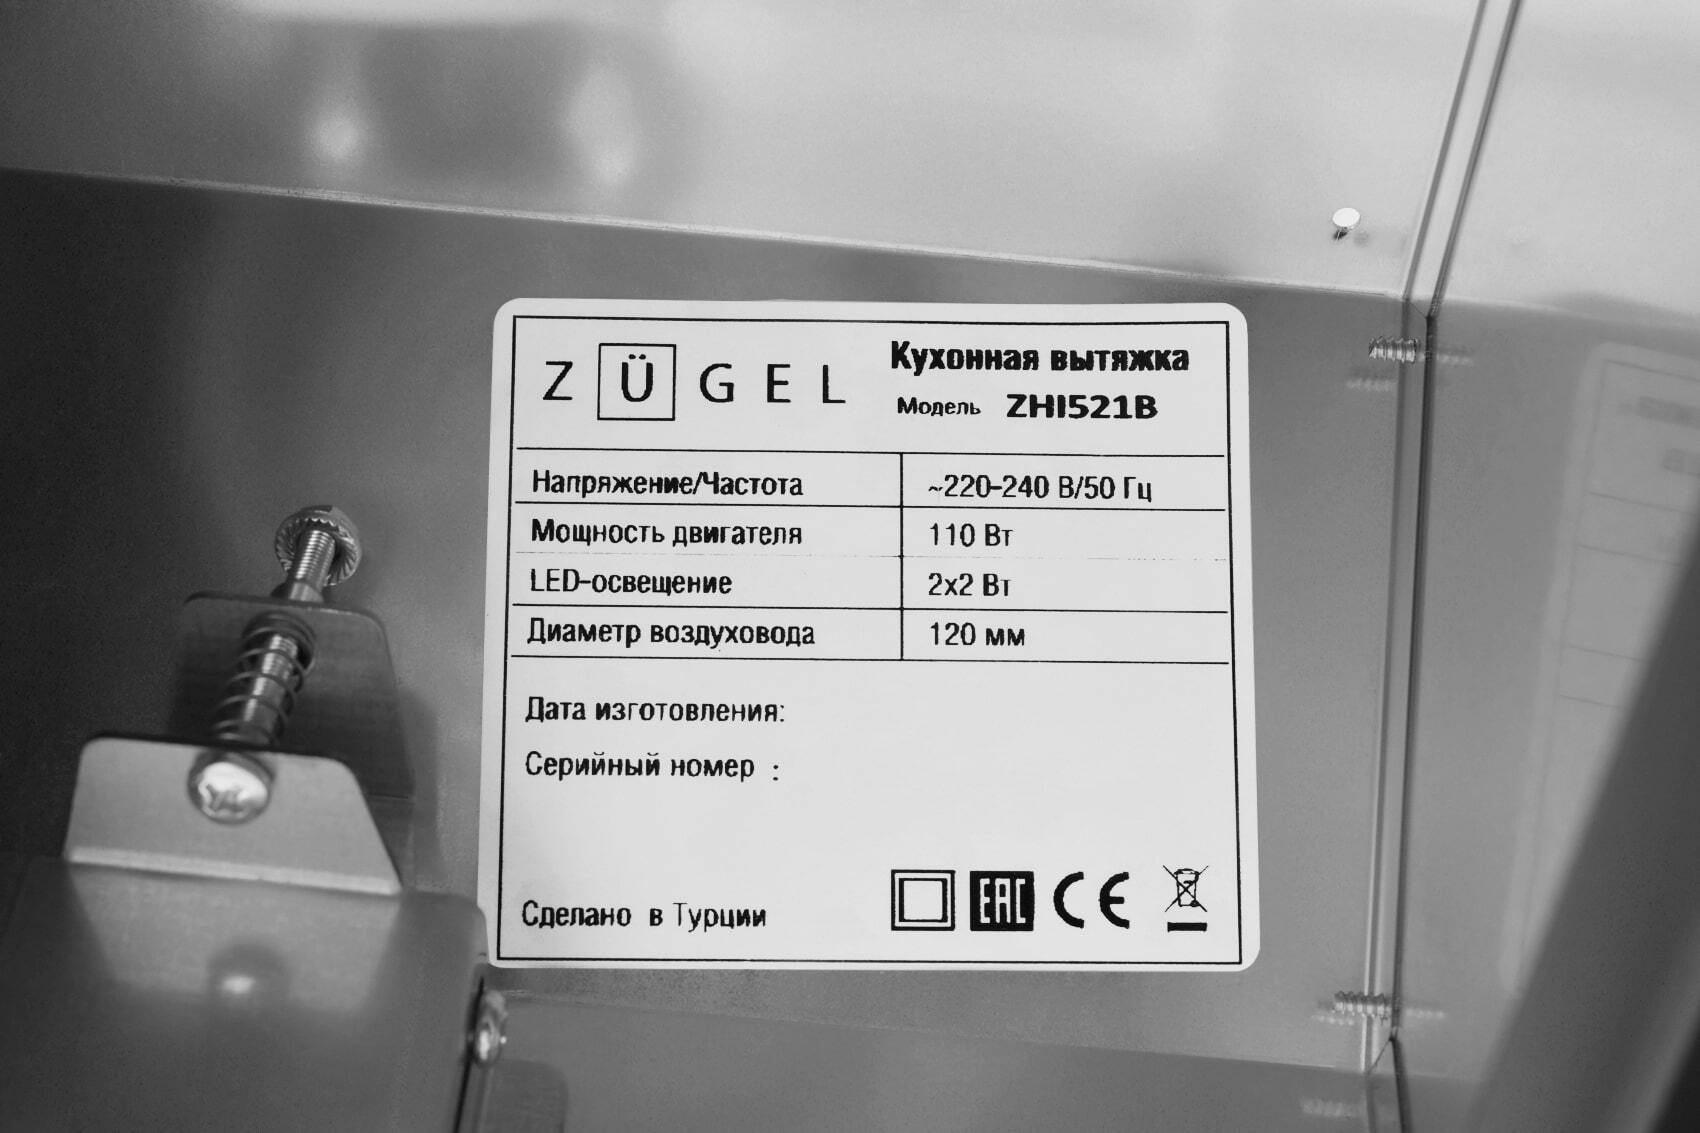 ZÜGEL
Кухонная вытяжка
Модель ZHI521B
Напряжение/Частота ~220-240 В/50 Гц
Мощность двигателя 110 Вт
LED-освещение 2x2 Вт
Диаметр воздуховода 120 мм
Дата изготовления:
Серийный номер :
Сделано в Турции EAC CE